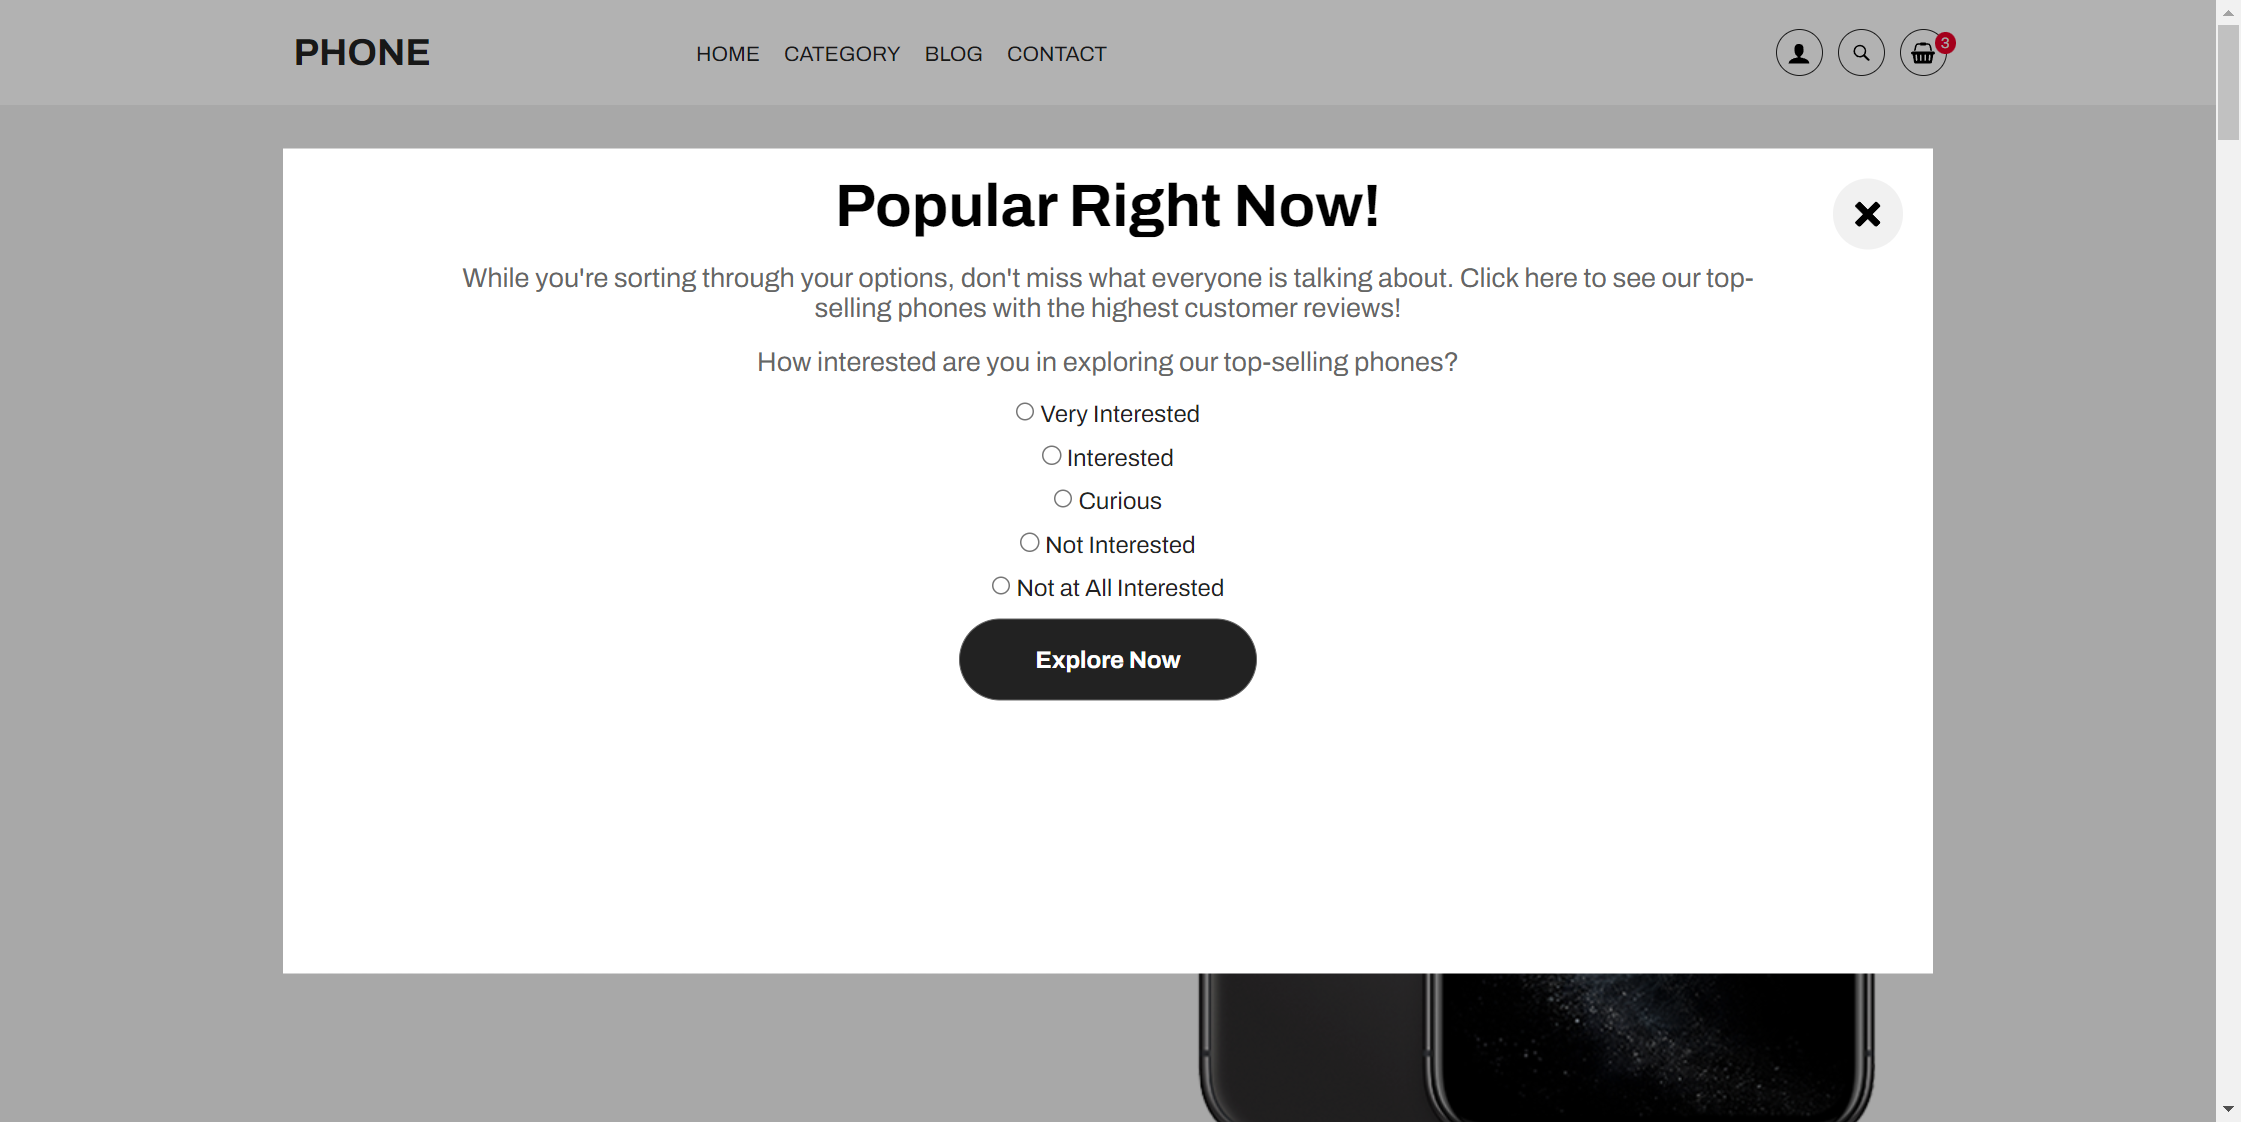 PHONE
HOME CATEGORY BLOG CONTACT
3
Popular Right Now!
While you're sorting through your options, don't miss what everyone is talking about. Click here to see our top-
selling phones with the highest customer reviews!
How interested are you in exploring our top-selling phones?
Very Interested
Interested
Curious
Not Interested
Not at All Interested
Explore Now